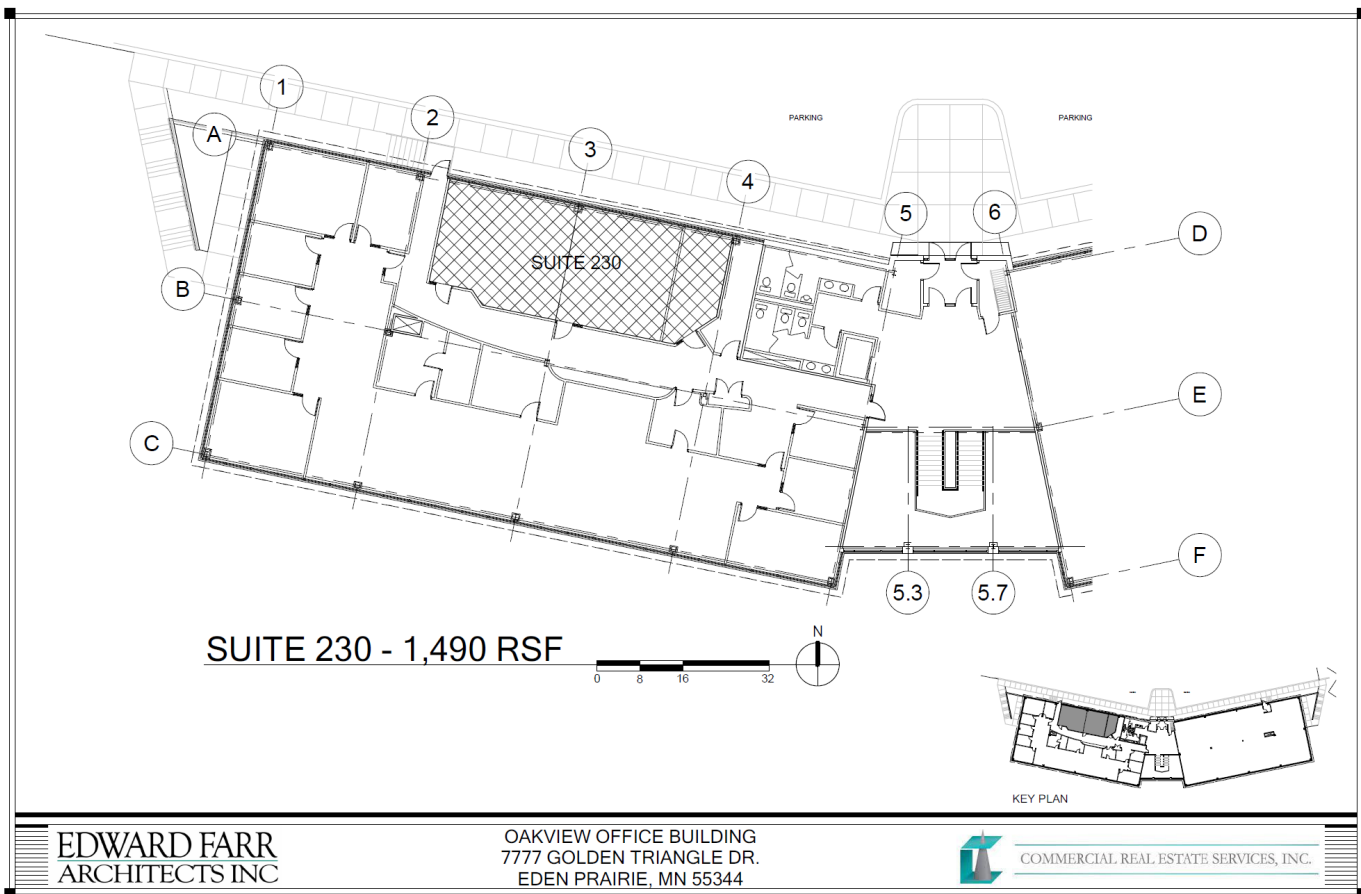 1
2
A
3
PARKING
PARKING
4
5
6
D
SUITE 230
B
E
C
F
5.3
5.7
SUITE 230 - 1,490 RSF
N
0 8 16 32
KEY PLAN
EDWARD FARR
ARCHITECTS INC
OAKVIEW OFFICE BUILDING
7777 GOLDEN TRIANGLE DR.
EDEN PRAIRIE, MN 55344
COMMERCIAL REAL ESTATE SERVICES, INC.